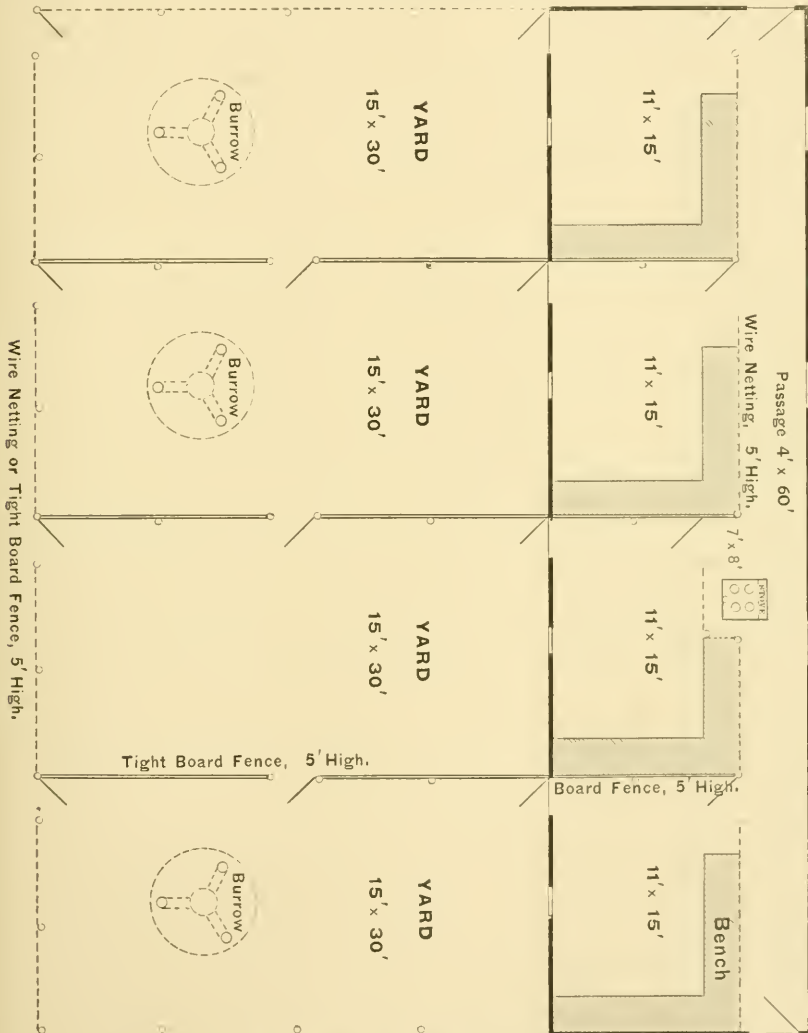 Passage 4' x 60'
Wire Netting, 5' High.
7' x 8'
STOVE
11' x 15'
11' x 15'
11' x 15'
11' x 15'
Bench
Board Fence, 5' High.
YARD
15' x 30'
YARD
15' x 30'
YARD
15' x 30'
YARD
15' x 30'
Tight Board Fence, 5' High.
Burrow
Burrow
Burrow
Wire Netting or Tight Board Fence, 5' High.